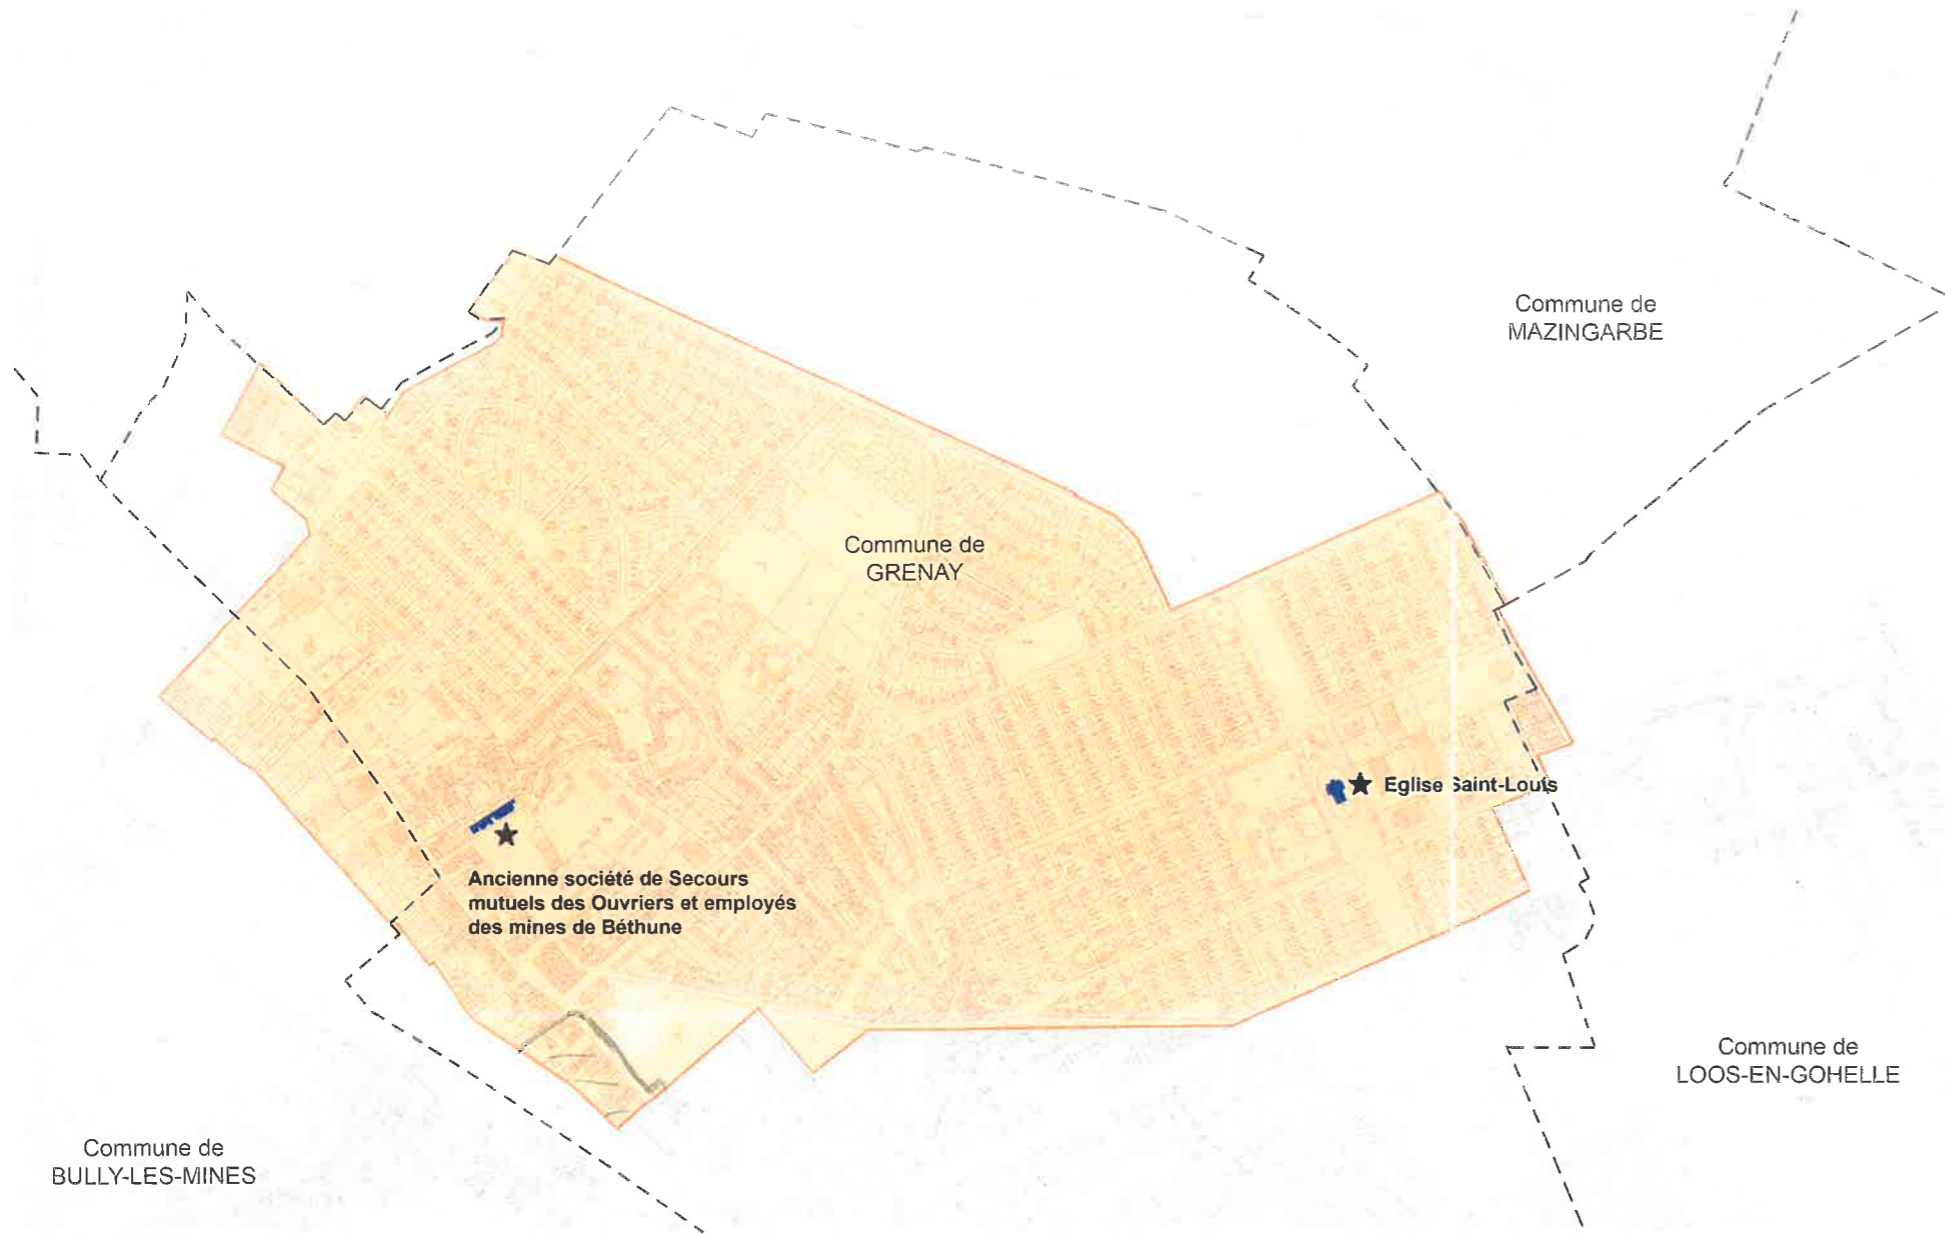 Commune de
MAZINGARBE
Commune de
GRENAY
Eglise Saint-Louis
Ancienne société de Secours
mutuels des Ouvriers et employés
des mines de Béthune
Commune de
LOOS-EN-GOHELLE
Commune de
BULLY-LES-MINES